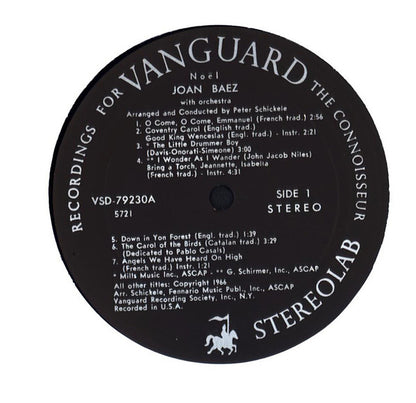 RECORDINGS FOR VANGUARD THE CONNOISSEUR
Noël
JOAN BAEZ
with orchestra
Arranged and Conducted by Peter Schickele
1. O Come, O Come, Emmanuel (French trad.) 2:56
2. Coventry Carol (English trad.)
Good King Wenceslas (Engl. trad.) - Instr. 2:21
3. * The Little Drummer Boy
(Davis-Onorati-Simeone) 3:00
4. ** I Wonder As I Wander (John Jacob Niles)
Bring a Torch, Jeannette, Isabella
(French trad.) - Instr. 4:31
VSD-79230A
5721
SIDE 1
STEREO
5. Down in Yon Forest (Engl. trad.) 1:39
6. The Carol of the Birds (Catalan trad.) 3:29
(Dedicated to Pablo Casals)
7. Angels We Have Heard on High
(French trad.) Instr. 1:21
* Mills Music Inc., ASCAP - ** G. Schirmer, Inc., ASCAP
All other titles: Copyright 1966
Arr. Schickele, Fennario Music Publ., Inc., ASCAP
Vanguard Recording Society, Inc., N.Y.
Recorded in U.S.A.
STEREOLAB